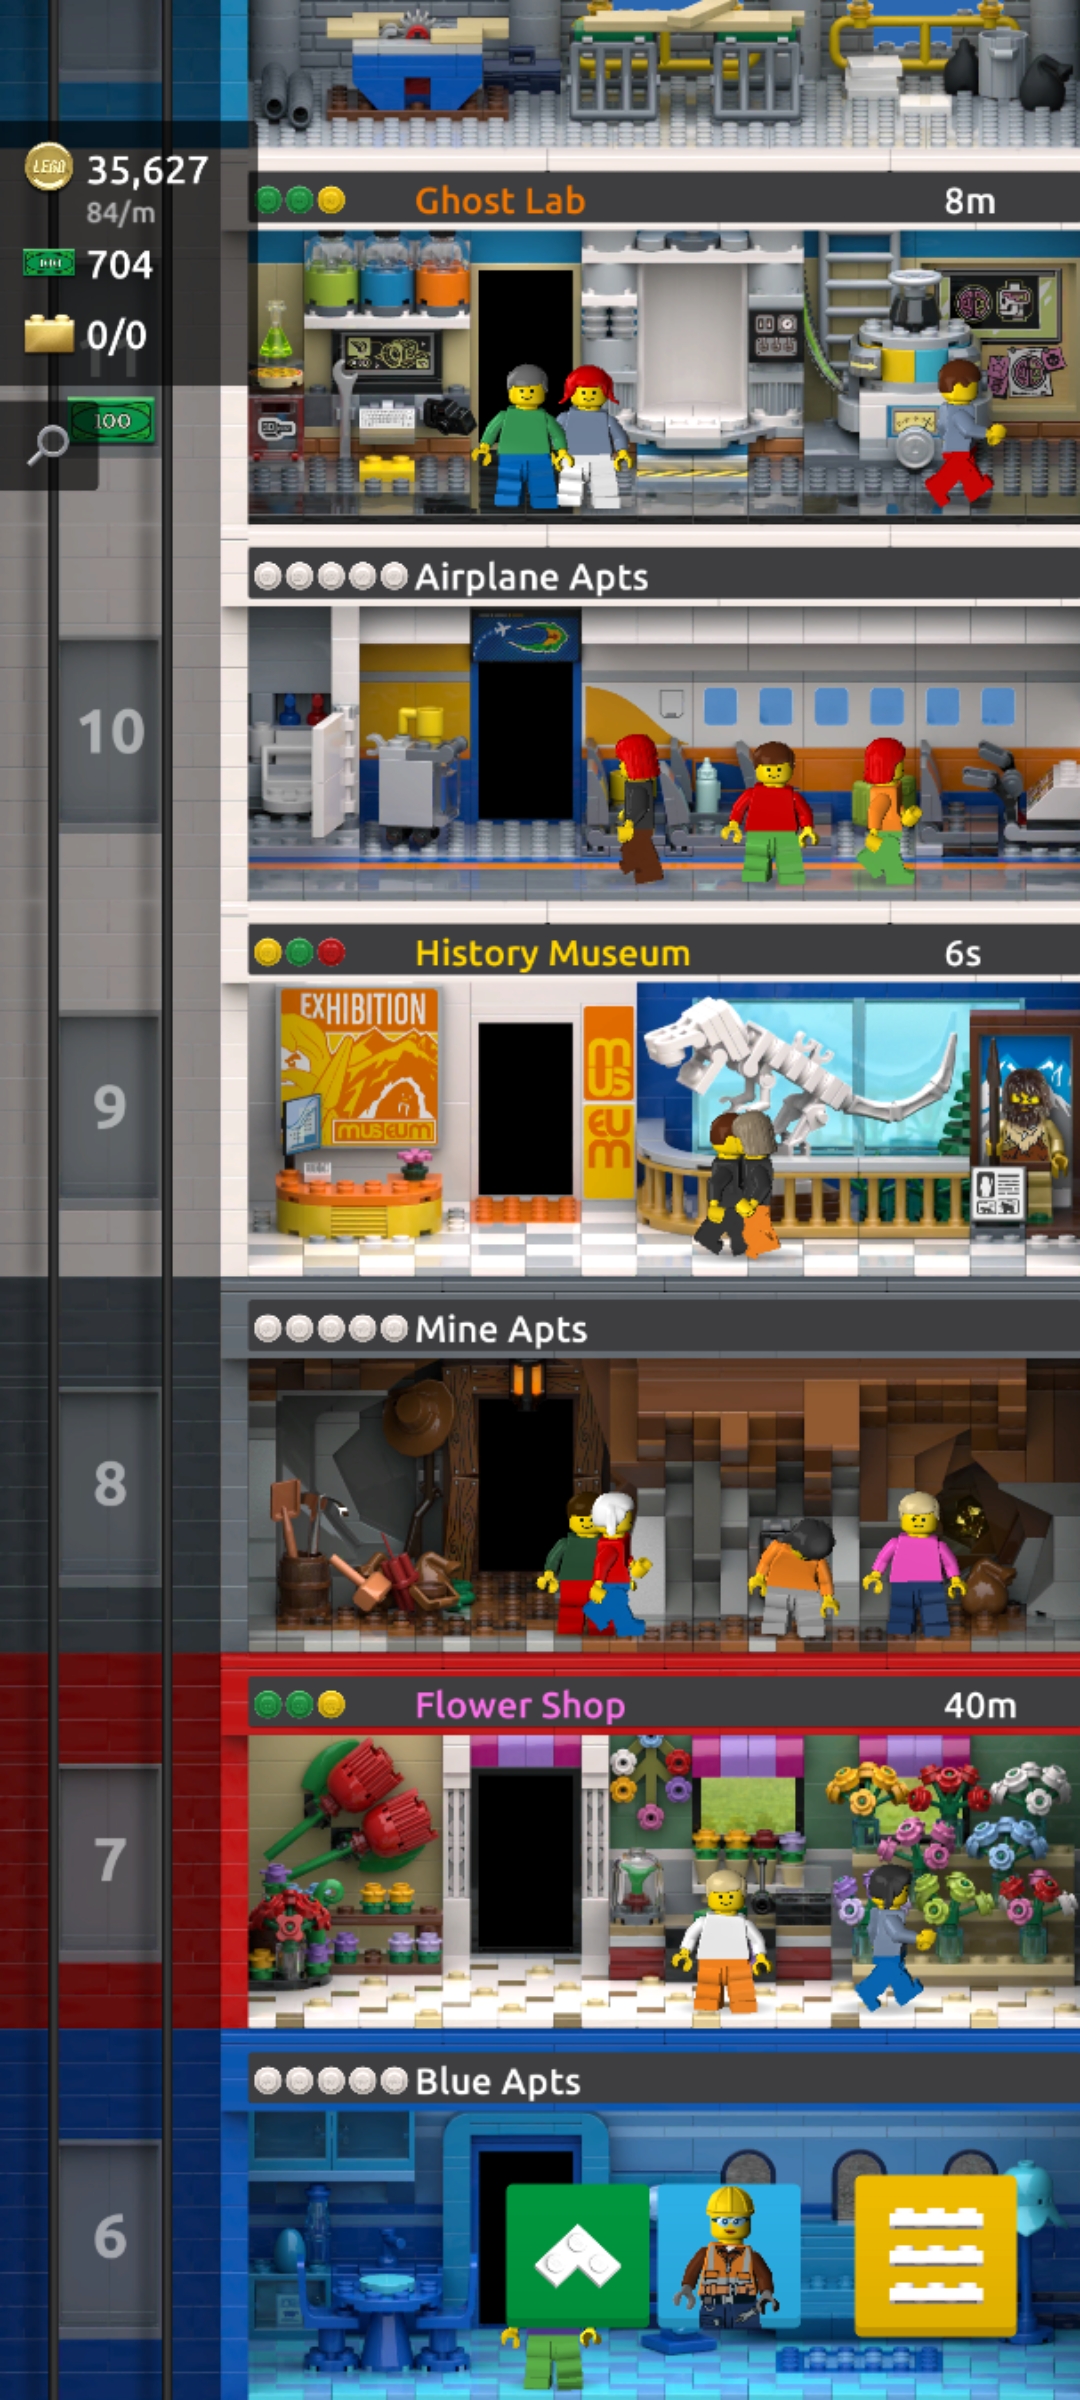 LEGO
35,627
84/m
704
0/0
100
Ghost Lab
8m
Airplane Apts
10
History Museum
6s
EXHIBITION
MUSEUM
MUS
EUM
9
Mine Apts
8
Flower Shop
40m
7
Blue Apts
6